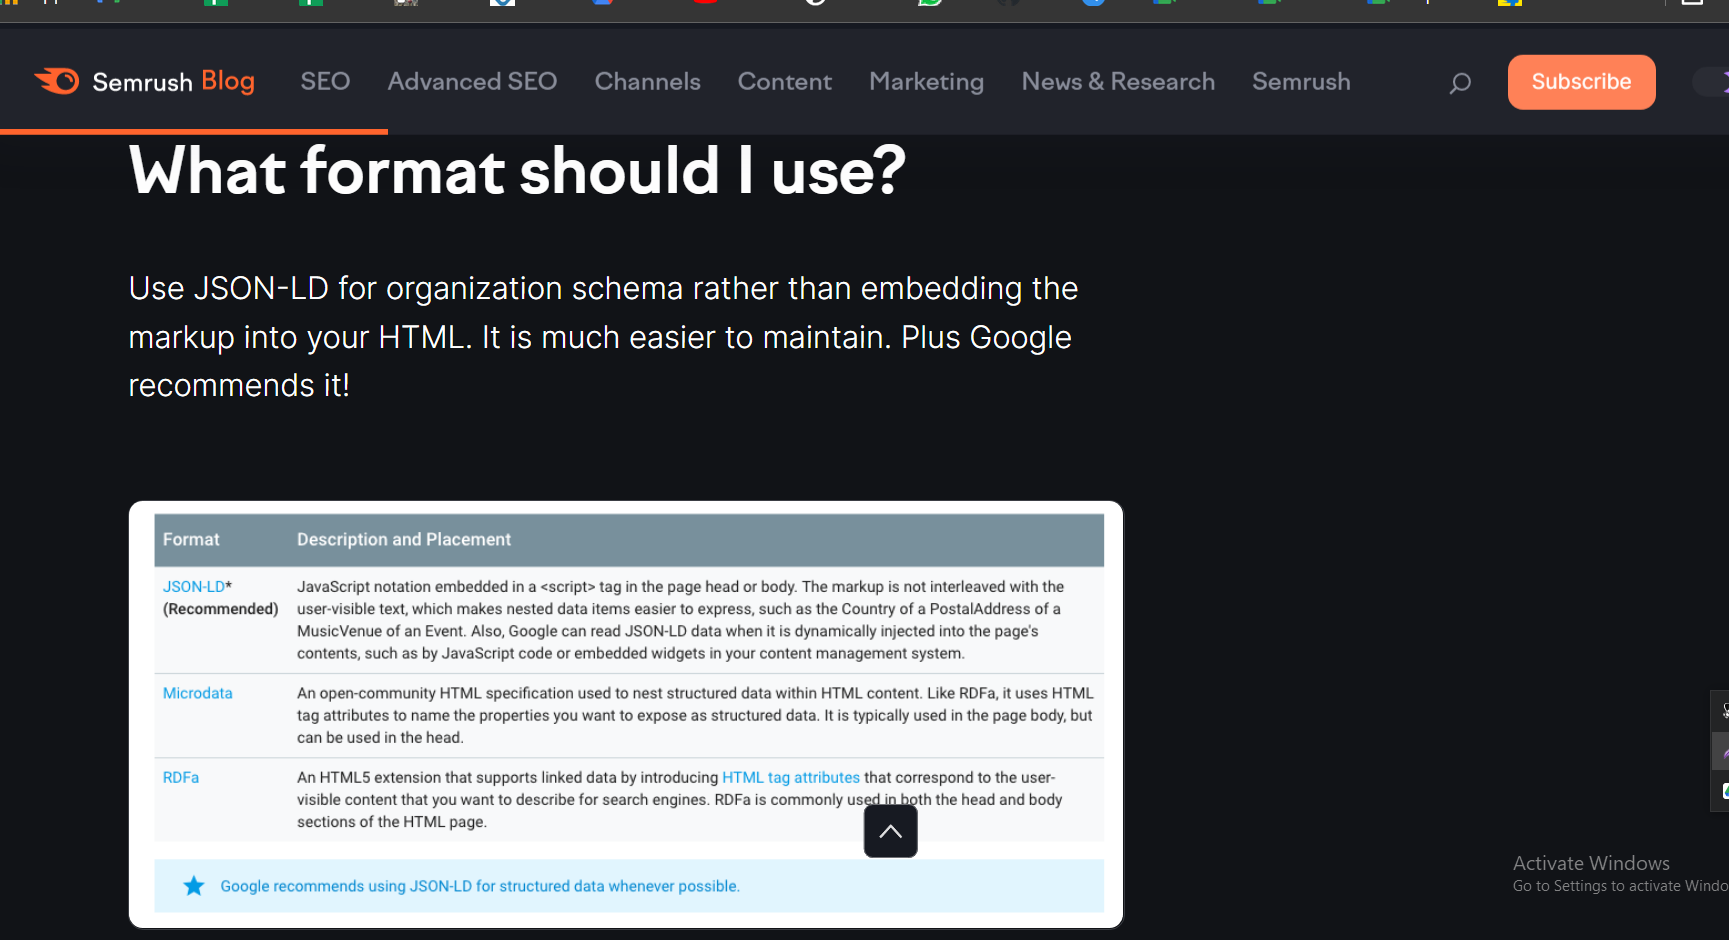 Semrush Blog SEO Advanced SEO Channels Content Marketing News & Research Semrush Subscribe
What format should I use?
Use JSON-LD for organization schema rather than embedding the
markup into your HTML. It is much easier to maintain. Plus Google
recommends it!
Format Description and Placement
JSON-LD* JavaScript notation embedded in a <script> tag in the page head or body. The markup is not interleaved with the
(Recommended) user-visible text, which makes nested data items easier to express, such as the Country of a PostalAddress of a
MusicVenue of an Event. Also, Google can read JSON-LD data when it is dynamically injected into the page's
contents, such as by JavaScript code or embedded widgets in your content management system.
Microdata An open-community HTML specification used to nest structured data within HTML content. Like RDFa, it uses HTML
tag attributes to name the properties you want to expose as structured data. It is typically used in the page body, but
can be used in the head.
RDFa An HTML5 extension that supports linked data by introducing HTML tag attributes that correspond to the user-
visible content that you want to describe for search engines. RDFa is commonly used in both the head and body
sections of the HTML page.
Google recommends using JSON-LD for structured data whenever possible.
Activate Windows
Go to Settings to activate Windo